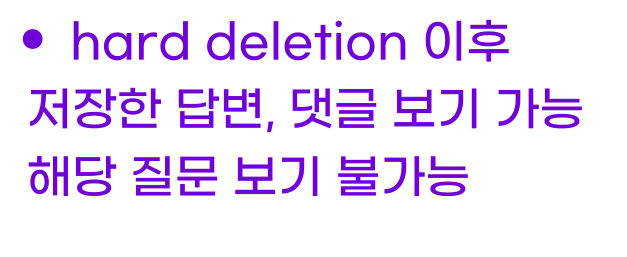 • hard deletion 이후
저장한 답변, 댓글 보기 가능
해당 질문 보기 불가능